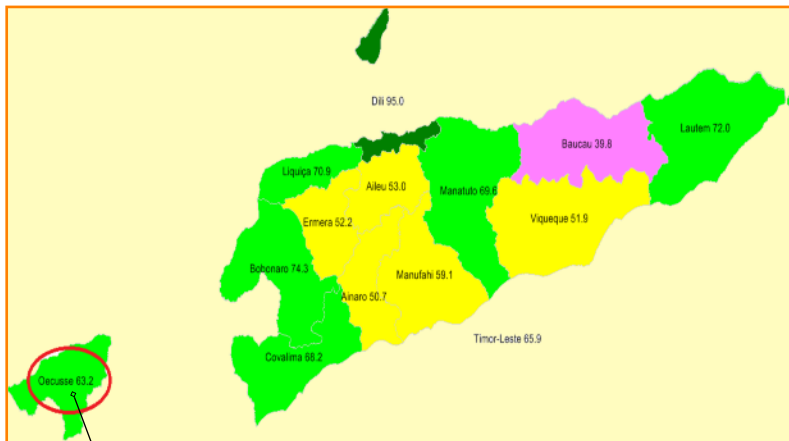 Dili 95.0
Baucau 39.8
Lautem 72.0
Liquiça 70.9
Aileu 53.0
Manatuto 69.6
Ermera 52.2
Viqueque 51.9
Bobonaro 74.3
Manufahi 59.1
Ainaro 50.7
Timor-Leste 65.9
Covalima 68.2
Oecusse 63.2